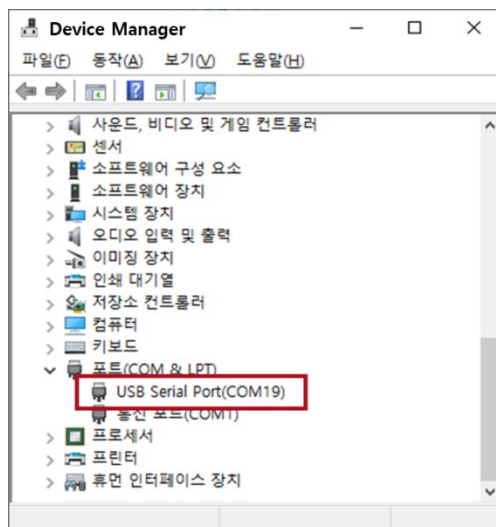 Device Manager
파일(F) 동작(A) 보기(V) 도움말(H)
사운드, 비디오 및 게임 컨트롤러
센서
소프트웨어 구성 요소
소프트웨어 장치
시스템 장치
오디오 입력 및 출력
이미징 장치
인쇄 대기열
저장소 컨트롤러
컴퓨터
키보드
포트(COM & LPT)
USB Serial Port(COM19)
통신 포트(COM1)
프로세서
프린터
휴먼 인터페이스 장치